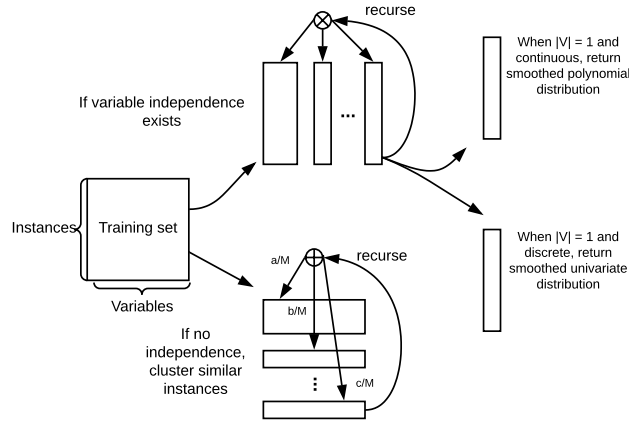 recurse
When |V| = 1 and
continuous, return
smoothed polynomial
distribution
If variable independence
exists
...
Instances
Training set
Variables
When |V| = 1 and
discrete, return
smoothed univariate
distribution
a/M
recurse
b/M
If no
independence,
cluster similar
instances
...
c/M